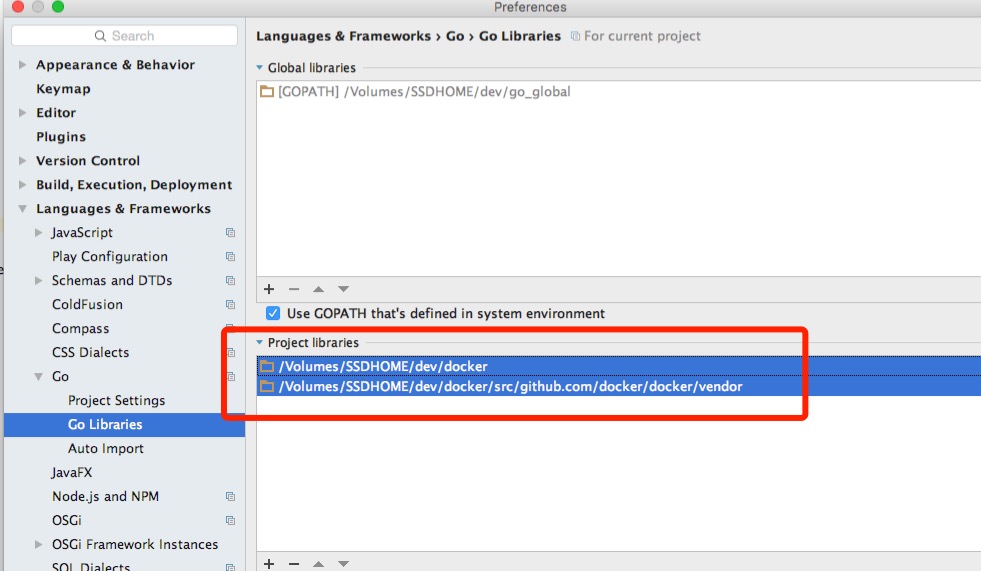 Preferences
Search
Appearance & Behavior
Keymap
Editor
Plugins
Version Control
Build, Execution, Deployment
Languages & Frameworks
JavaScript
Play Configuration
Schemas and DTDs
ColdFusion
Compass
CSS Dialects
Go
Project Settings
Go Libraries
Auto Import
JavaFX
Node.js and NPM
OSGi
OSGi Framework Instances
SQL Dialects
Languages & Frameworks › Go › Go Libraries For current project
Global libraries
[GOPATH] /Volumes/SSDHOME/dev/go_global
Use GOPATH that's defined in system environment
Project libraries
/Volumes/SSDHOME/dev/docker
/Volumes/SSDHOME/dev/docker/src/github.com/docker/docker/vendor